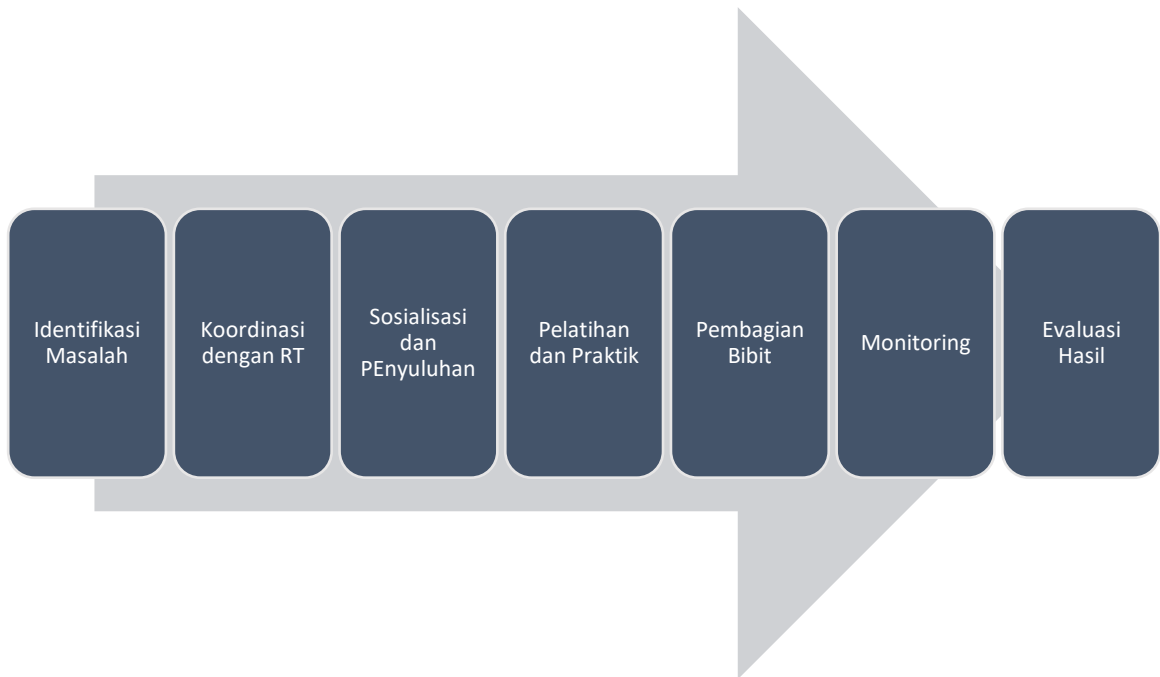 Identifikasi
Masalah
Koordinasi
dengan RT
Sosialisasi
dan
PEnyuluhan
Pelatihan
dan Praktik
Pembagian
Bibit
Monitoring
Evaluasi
Hasil